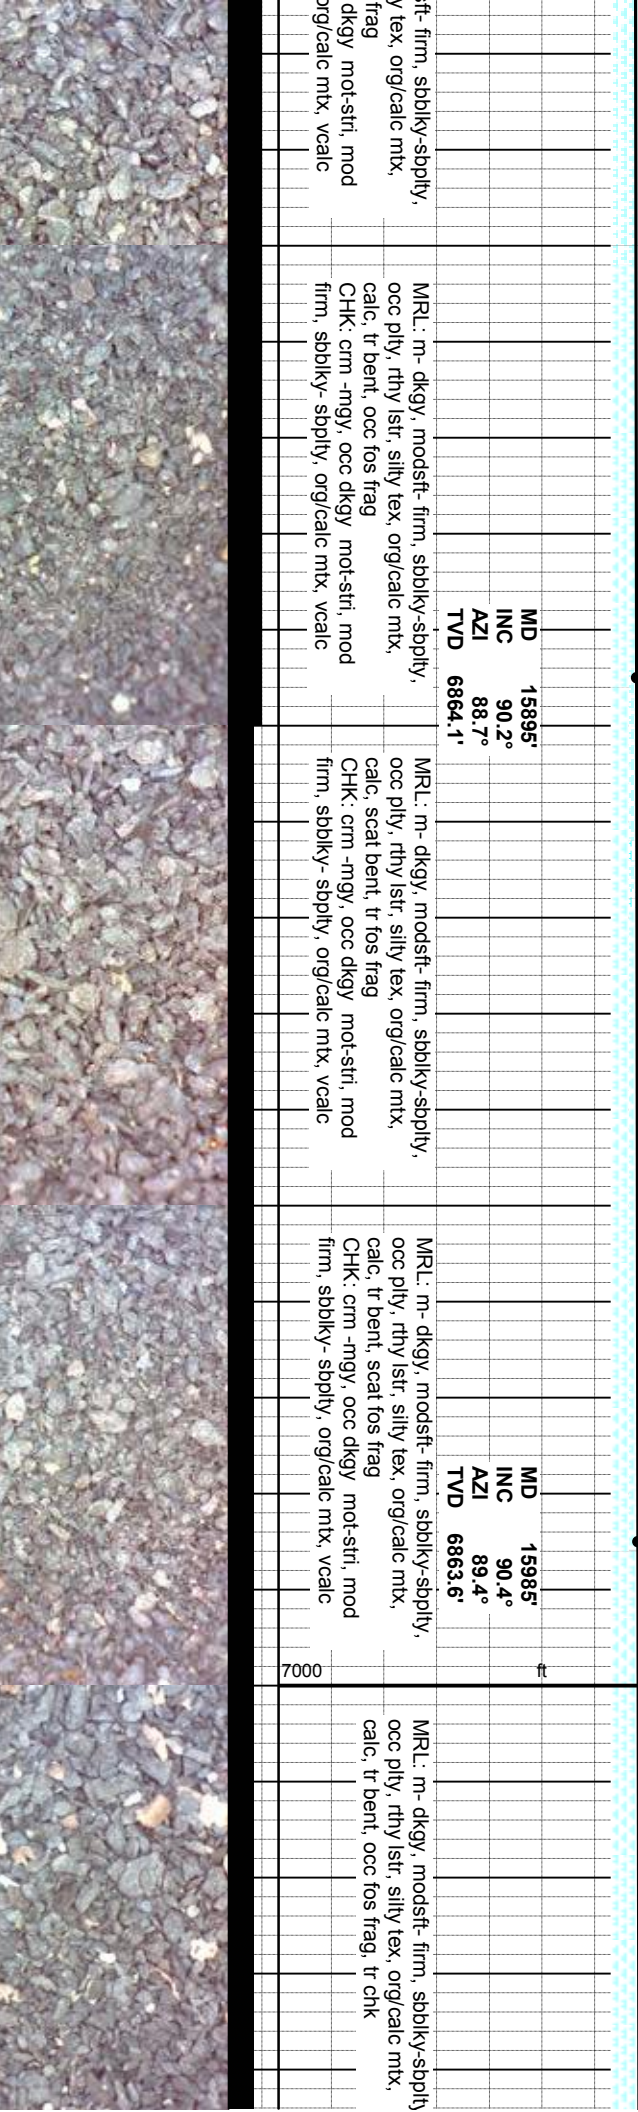 sft- firm, sbblky-sbplty,
y tex, org/calc mtx,
frag
dkgy mot-stri, mod
org/calc mtx, vcalc
MRL: m- dkgy, modsft- firm, sbblky-sbplty,
occ plty, rthy lstr, silty tex, org/calc mtx,
calc, tr bent, occ fos frag
CHK: crm -mgy, occ dkgy mot-stri, mod
firm, sbblky- sbplty, org/calc mtx, vcalc
MD 15895'
INC 90.2°
AZI 88.7°
TVD 6864.1'
MRL: m- dkgy, modsft- firm, sbblky-sbplty,
occ plty, rthy lstr, silty tex, org/calc mtx,
calc, scat bent, tr fos frag
CHK: crm -mgy, occ dkgy mot-stri, mod
firm, sbblky- sbplty, org/calc mtx, vcalc
MRL: m- dkgy, modsft- firm, sbblky-sbplty,
occ plty, rthy lstr, silty tex, org/calc mtx,
calc, tr bent, scat fos frag
CHK: crm -mgy, occ dkgy mot-stri, mod
firm, sbblky- sbplty, org/calc mtx, vcalc
MD 15985'
INC 90.4°
AZI 89.4°
TVD 6863.6'
7000 ft
MRL: m- dkgy, modsft- firm, sbblky-sbplty
occ plty, rthy lstr, silty tex, org/calc mtx,
calc, tr bent, occ fos frag, tr chk